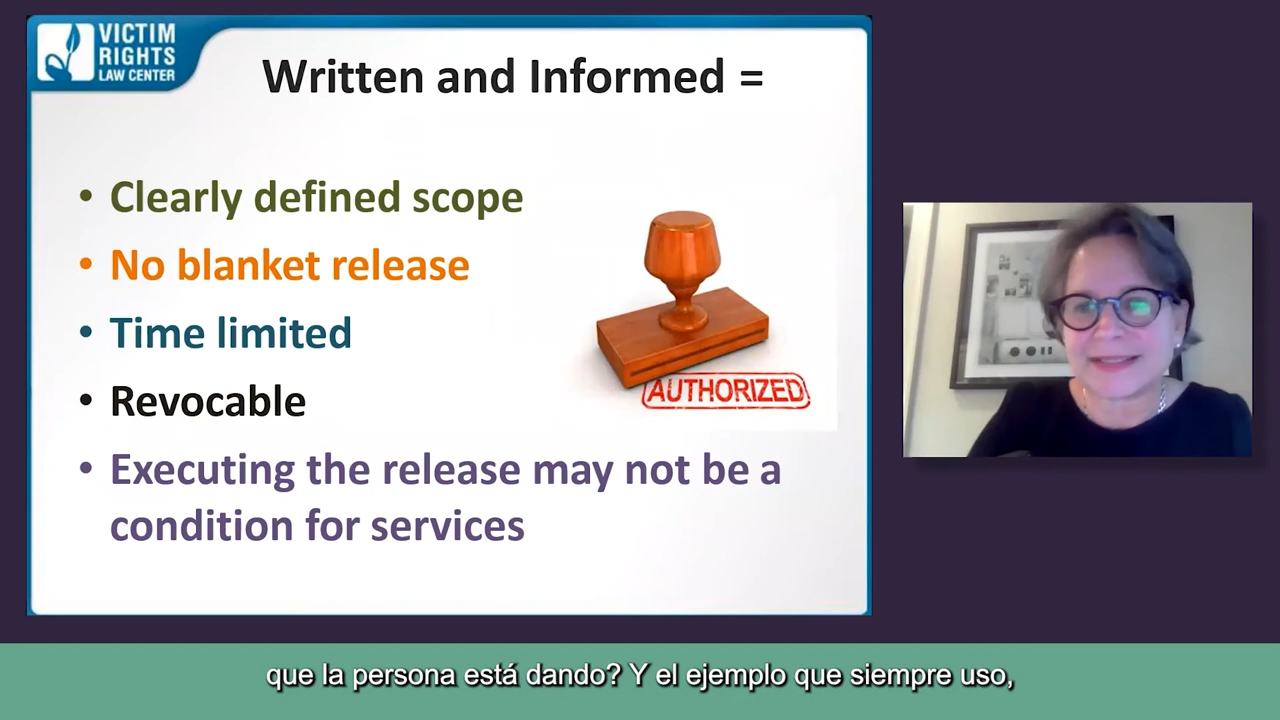 VICTIM
RIGHTS
LAW CENTER
Written and Informed =
• Clearly defined scope
• No blanket release
• Time limited
• Revocable
• Executing the release may not be a
condition for services
AUTHORIZED
que la persona está dando? Y el ejemplo que siempre uso,